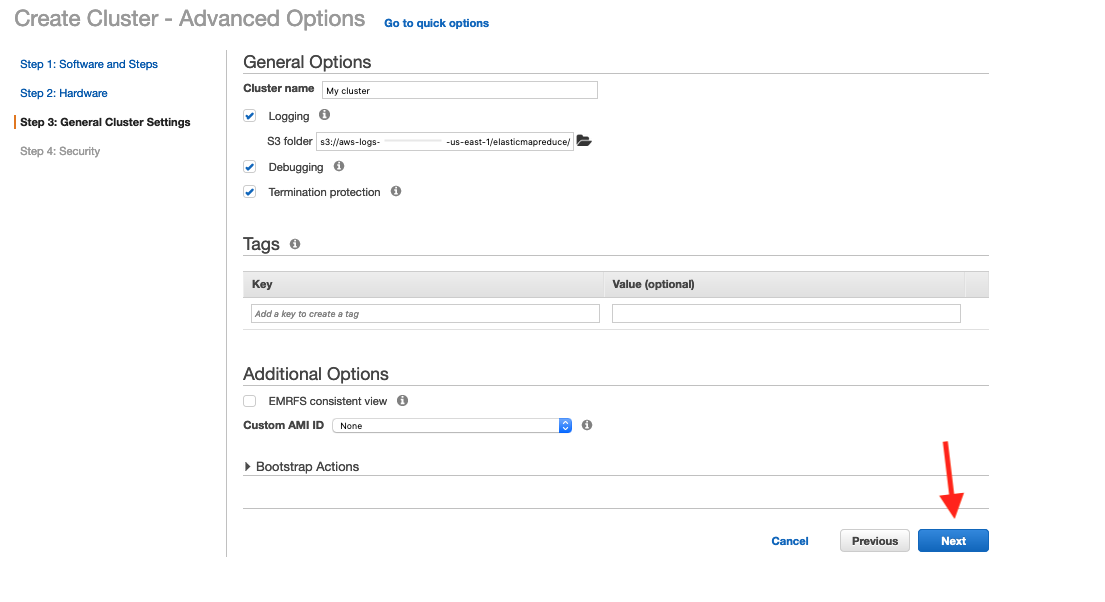 Create Cluster - Advanced Options Go to quick options
Step 1: Software and Steps
Step 2: Hardware
Step 3: General Cluster Settings
Step 4: Security
General Options
Cluster name My cluster
Logging
S3 folder s3://aws-logs- -us-east-1/elasticmapreduce/
Debugging
Termination protection
Tags
Key Value (optional)
Add a key to create a tag
Additional Options
EMRFS consistent view
Custom AMI ID None
Bootstrap Actions
Cancel Previous Next